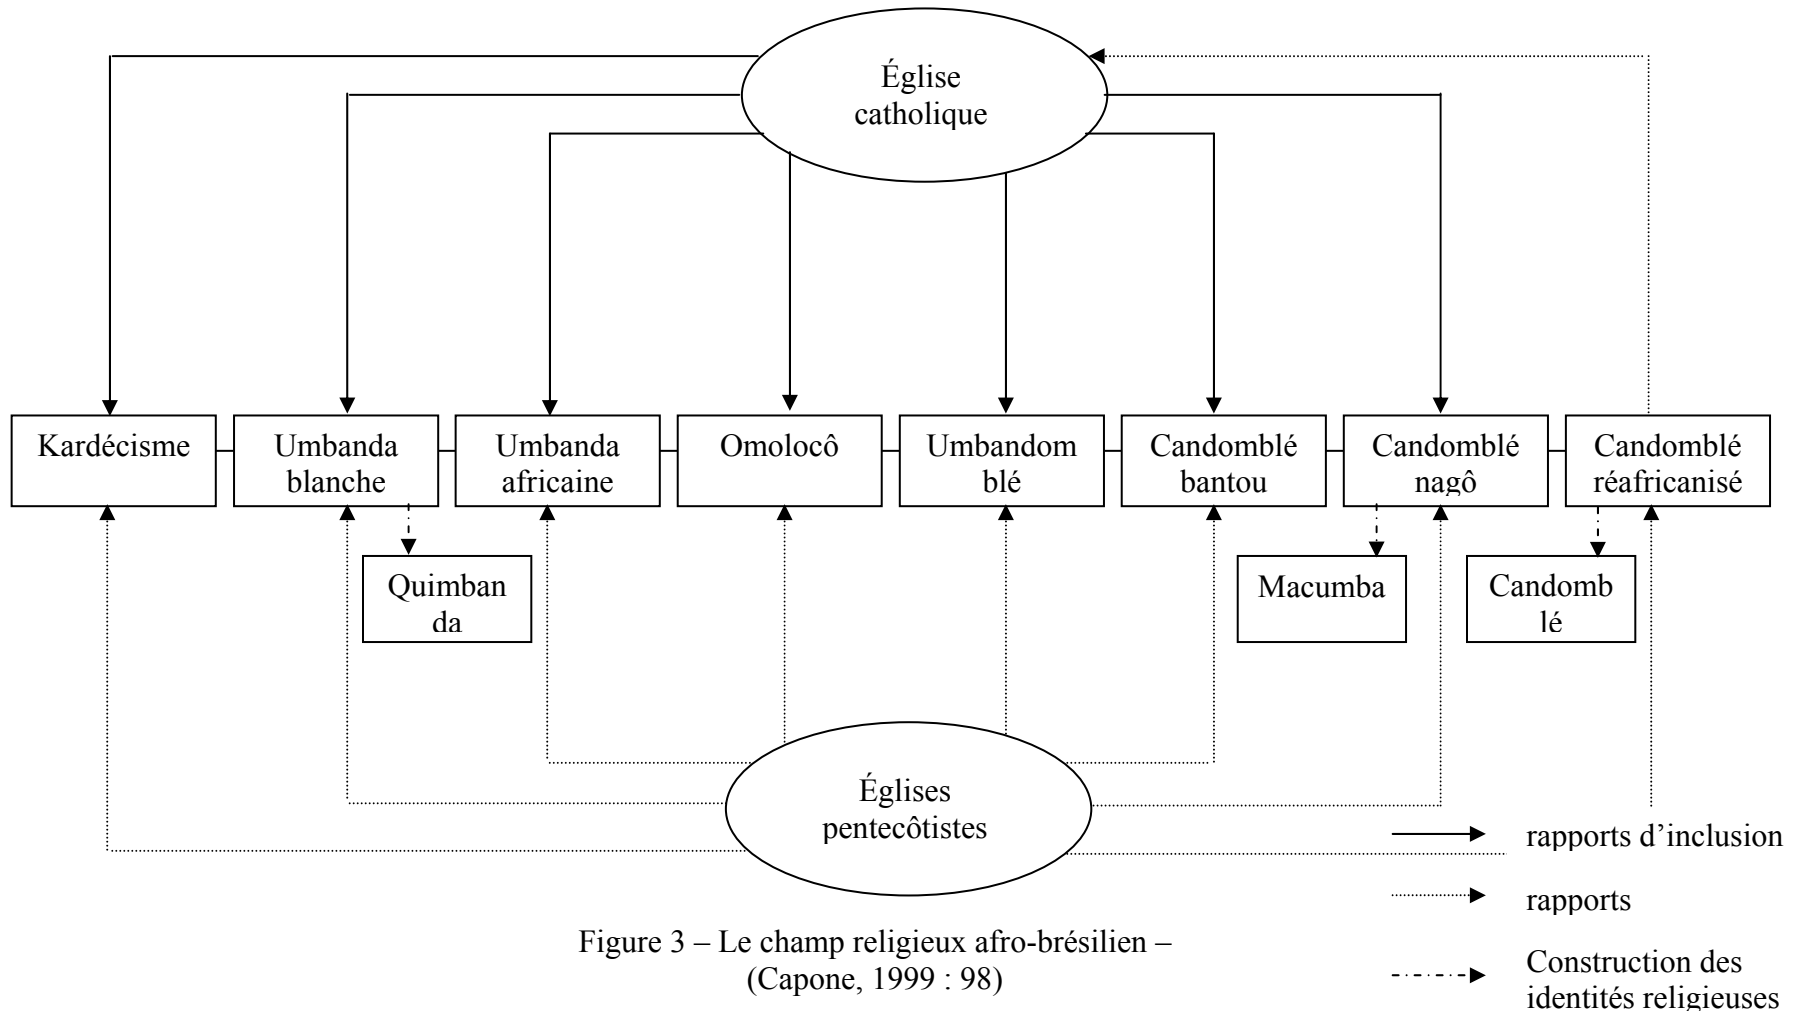 Église
catholique
Kardécisme
Umbanda
blanche
Umbanda
africaine
Omolocô
Umbandom
blé
Candomblé
bantou
Candomblé
nagô
Candomblé
réafricanisé
Quimban
da
Macumba
Candomb
lé
Églises
pentecôtistes
rapports d’inclusion
rapports
Construction des
identités religieuses
Figure 3 – Le champ religieux afro-brésilien –
(Capone, 1999 : 98)